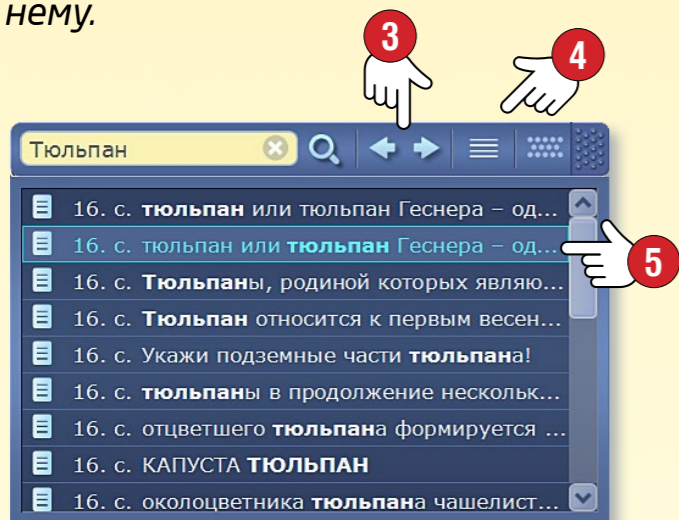 нему.
3
4
Тюльпан
16. с. тюльпан или тюльпан Геснера – од...
16. с. тюльпан или тюльпан Геснера – од...
5
16. с. Тюльпаны, родиной которых являю...
16. с. Тюльпан относится к первым весен...
16. с. Укажи подземные части тюльпана!
16. с. тюльпаны в продолжение нескольк...
16. с. отцветшего тюльпана формируется ...
16. с. КАПУСТА ТЮЛЬПАН
16. с. околоцветника тюльпана чашелист...